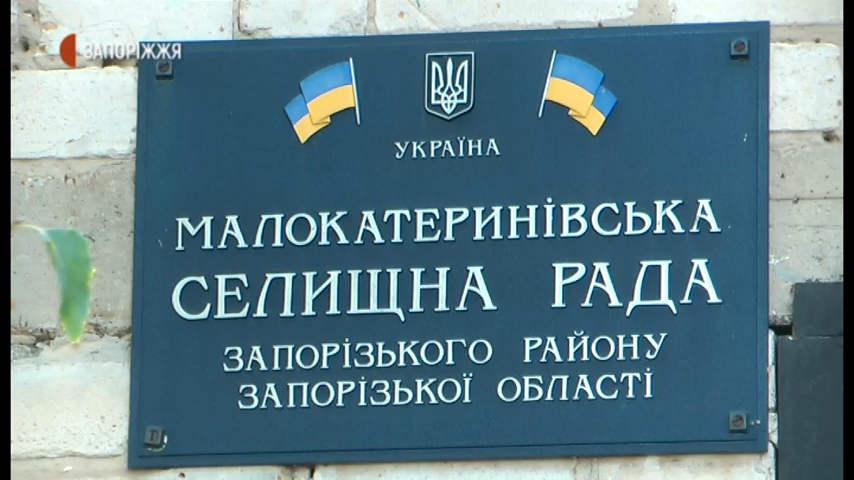 ЗАПОРІЖЖЯ
УКРАЇНА
МАЛОКАТЕРИНІВСЬКА
СЕЛИЩНА РАДА
ЗАПОРІЗЬКОГО РАЙОНУ
ЗАПОРІЗЬКОЇ ОБЛАСТІ